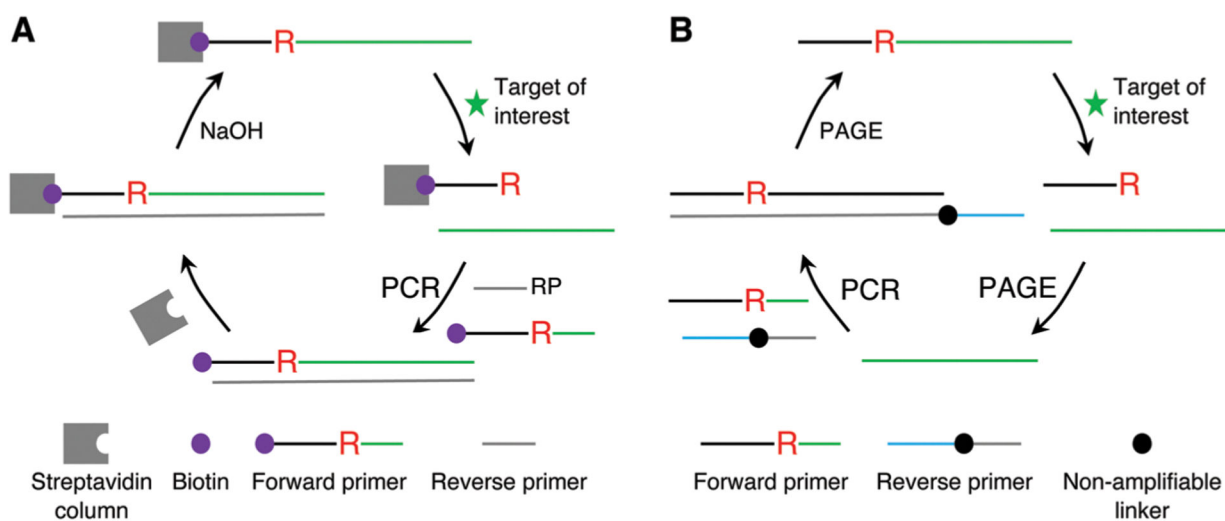 A
R
Target of
interest
NaOH
R
R
PCR
RP
R
R
Streptavidin
column
Biotin
R
Forward primer
Reverse primer
B
R
Target of
interest
PAGE
R
R
PCR
PAGE
R
R
Forward primer
Reverse primer
Non-amplifiable
linker